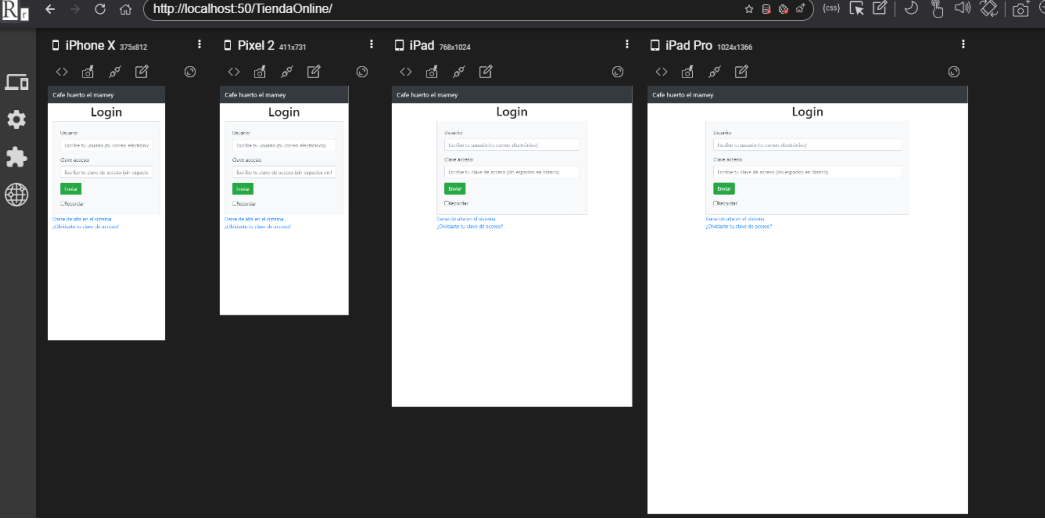 R r
http://localhost:50/TiendaOnline/
{css}
iPhone X 375x812
Pixel 2 411x731
iPad 768x1024
iPad Pro 1024x1366
Cafe huerto el mamey
Login
Usuario:
Escribe tu usuario (tu correo electrónic
Clave acceso:
Escribe tu clave de acceso (sin espacio
Enviar
Recordar
Darse de alta en el sistema
¿Olvidaste tu clave de acceso?
Cafe huerto el mamey
Login
Usuario:
Escribe tu usuario (tu correo electrónico)
Clave acceso:
Escribe tu clave de acceso (sin espacios en l
Enviar
Recordar
Darse de alta en el sistema
¿Olvidaste tu clave de acceso?
Cafe huerto el mamey
Login
Usuario:
Escribe tu usuario (tu correo electrónico)
Clave acceso:
Escribe tu clave de acceso (sin espacios en blanco)
Enviar
Recordar
Darse de alta en el sistema
¿Olvidaste tu clave de acceso?
Cafe huerto el mamey
Login
Usuario:
Escribe tu usuario (tu correo electrónico)
Clave acceso:
Escribe tu clave de acceso (sin espacios en blanco)
Enviar
Recordar
Darse de alta en el sistema
¿Olvidaste tu clave de acceso?